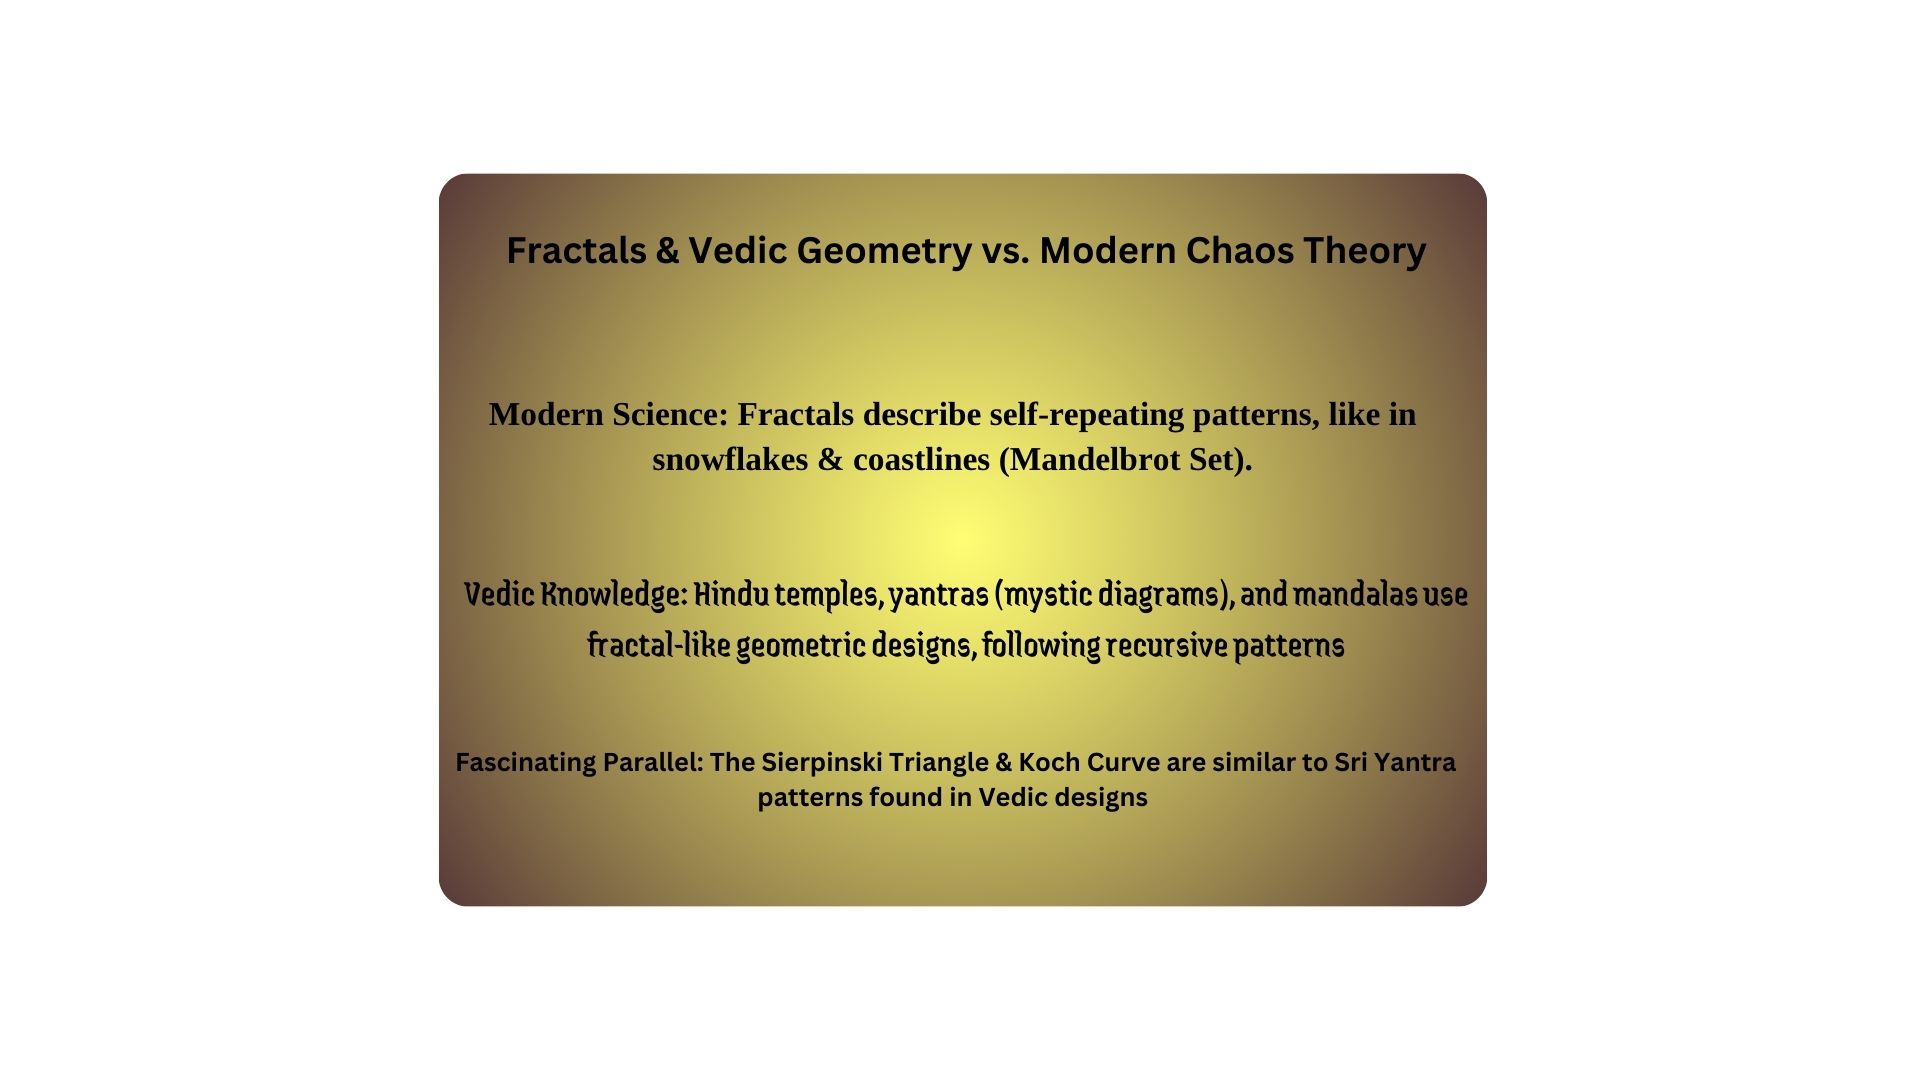 Fractals & Vedic Geometry vs. Modern Chaos Theory
Modern Science: Fractals describe self-repeating patterns, like in
snowflakes & coastlines (Mandelbrot Set).
Vedic Knowledge: Hindu temples, yantras (mystic diagrams), and mandalas use
fractal-like geometric designs, following recursive patterns
Fascinating Parallel: The Sierpinski Triangle & Koch Curve are similar to Sri Yantra
patterns found in Vedic designs